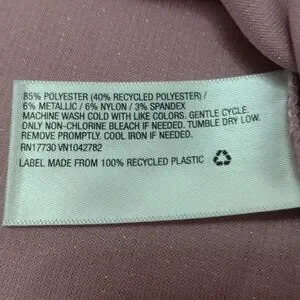 85% POLYESTER (40% RECYCLED POLYESTER) /
6% METALLIC / 6% NYLON / 3% SPANDEX
MACHINE WASH COLD WITH LIKE COLORS. GENTLE CYCLE.
ONLY NON-CHLORINE BLEACH IF NEEDED. TUMBLE DRY LOW.
REMOVE PROMPTLY. COOL IRON IF NEEDED.
RN17730 VN1042782
LABEL MADE FROM 100% RECYCLED PLASTIC